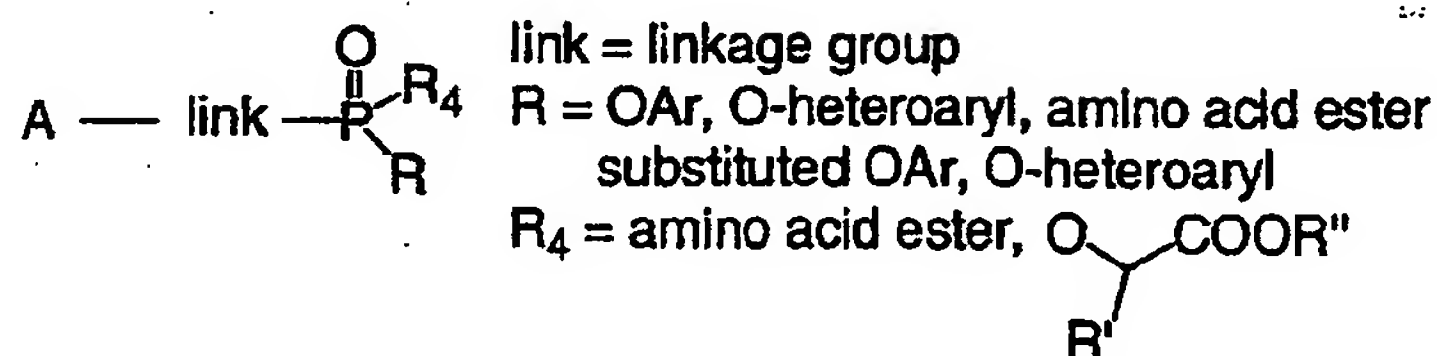 A — link — P(=O)(R4)(R) link = linkage group
R = OAr, O-heteroaryl, amino acid ester
substituted OAr, O-heteroaryl
R4 = amino acid ester, O COOR"
R'